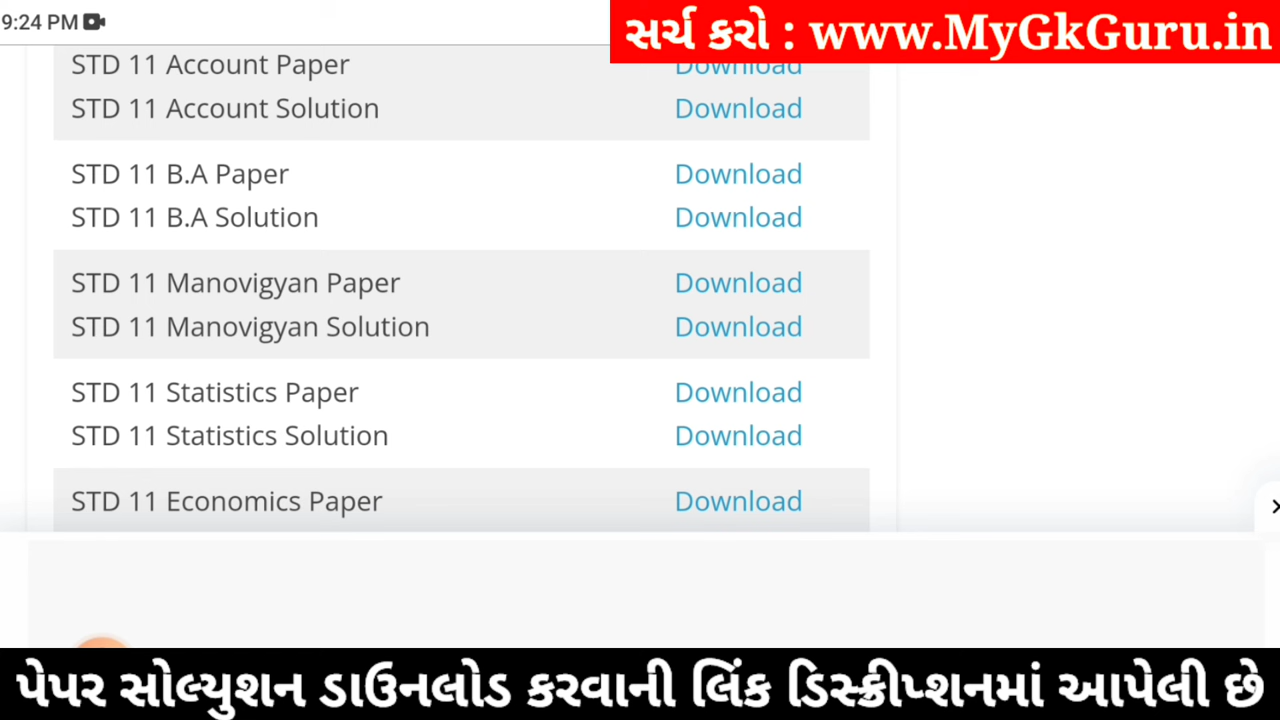 9:24 PM
સર્ચ કરો : www.MyGkGuru.in
STD 11 Account Paper Download
STD 11 Account Solution Download
STD 11 B.A Paper Download
STD 11 B.A Solution Download
STD 11 Manovigyan Paper Download
STD 11 Manovigyan Solution Download
STD 11 Statistics Paper Download
STD 11 Statistics Solution Download
STD 11 Economics Paper Download
પેપર સોલ્યુશન ડાઉનલોડ કરવાની લિંક ડિસ્ક્રીપ્શનમાં આપેલી છે